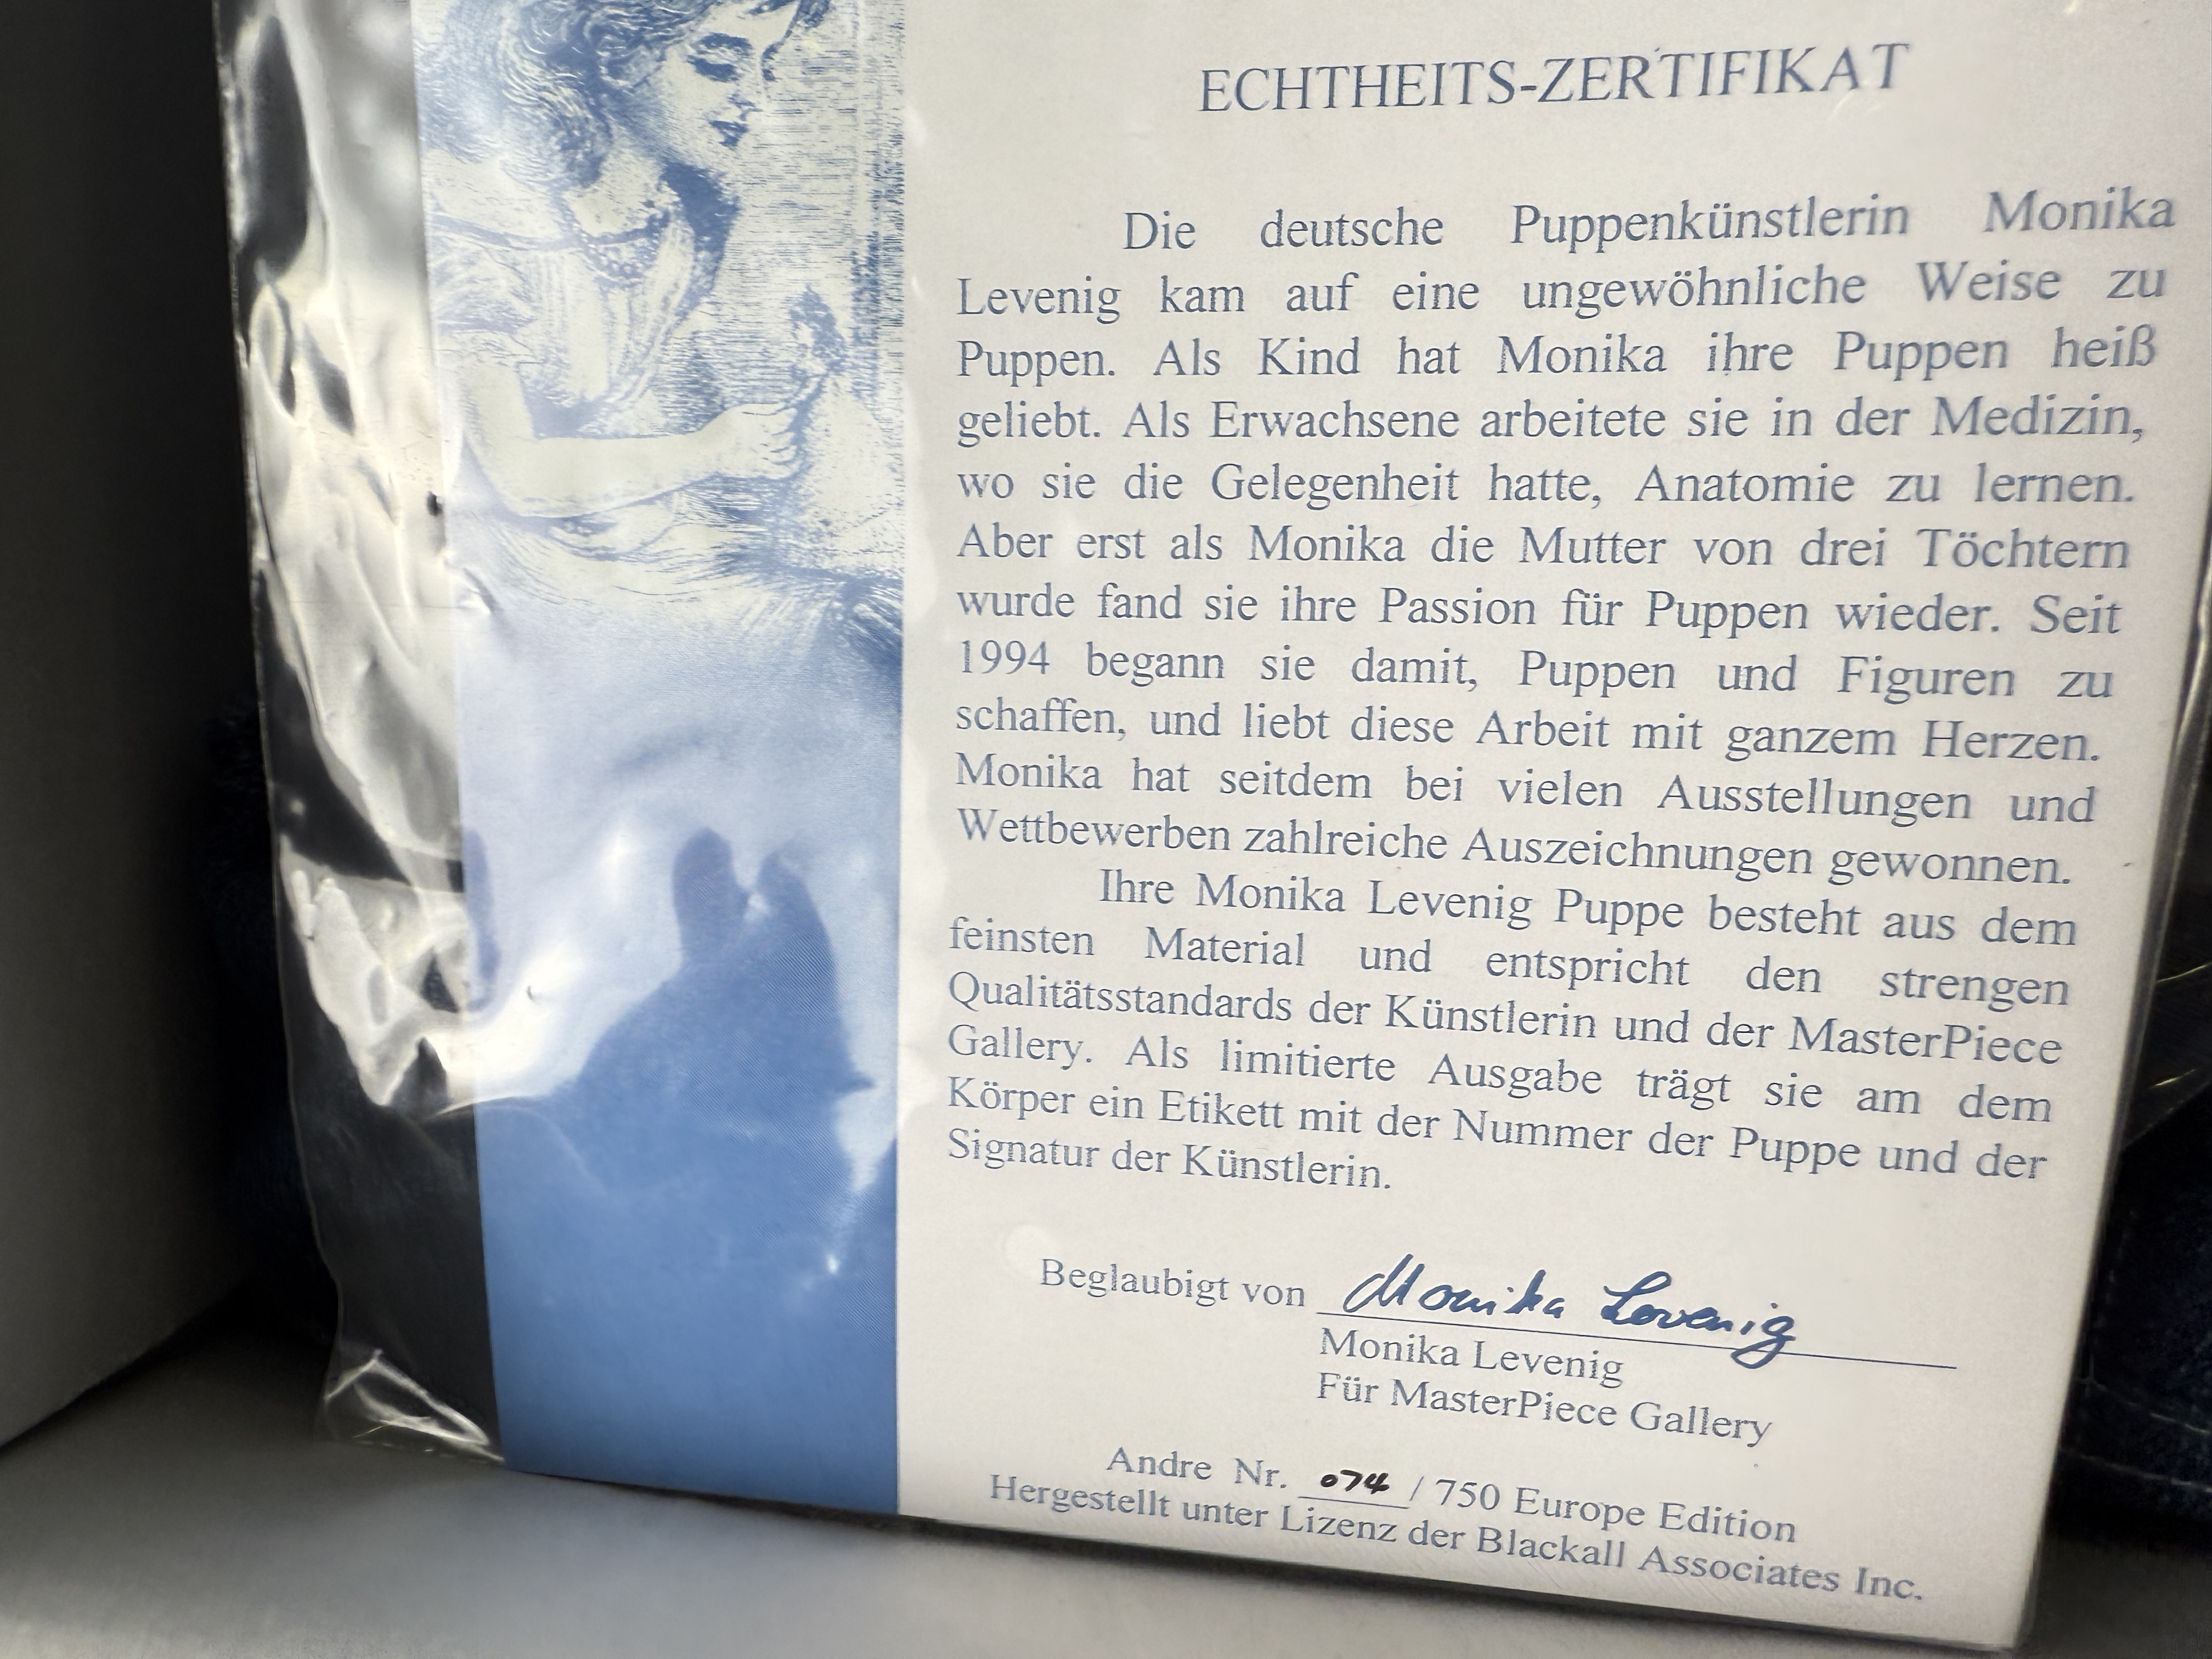 ECHTHEITS-ZERTIFIKAT
Die deutsche Puppenkünstlerin Monika
Levenig kam auf eine ungewöhnliche Weise zu
Puppen. Als Kind hat Monika ihre Puppen heiß
geliebt. Als Erwachsene arbeitete sie in der Medizin,
wo sie die Gelegenheit hatte, Anatomie zu lernen.
Aber erst als Monika die Mutter von drei Töchtern
wurde fand sie ihre Passion für Puppen wieder. Seit
1994 begann sie damit, Puppen und Figuren zu
schaffen, und liebt diese Arbeit mit ganzem Herzen.
Monika hat seitdem bei vielen Ausstellungen und
Wettbewerben zahlreiche Auszeichnungen gewonnen.
Ihre Monika Levenig Puppe besteht aus dem
feinsten Material und entspricht den strengen
Qualitätsstandards der Künstlerin und der MasterPiece
Gallery. Als limitierte Ausgabe trägt sie am dem
Körper ein Etikett mit der Nummer der Puppe und der
Signatur der Künstlerin.
Beglaubigt von Monika Levenig
Monika Levenig
Für MasterPiece Gallery
Andre Nr. 074 / 750 Europe Edition
Hergestellt unter Lizenz der Blackall Associates Inc.